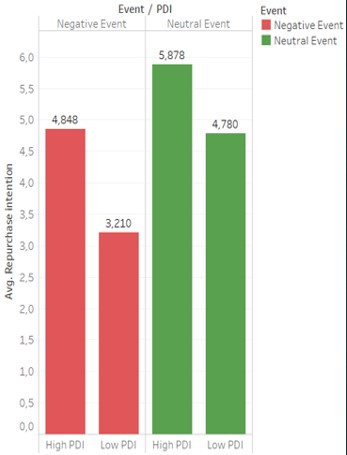 Event / PDI
Negative Event
Neutral Event
Event
Negative Event
Neutral Event
Avg. Repurchase intention
6,0
5,5
5,0
4,5
4,0
3,5
3,0
2,5
2,0
1,5
1,0
0,5
0,0
4,848
3,210
5,878
4,780
High PDI
Low PDI
High PDI
Low PDI